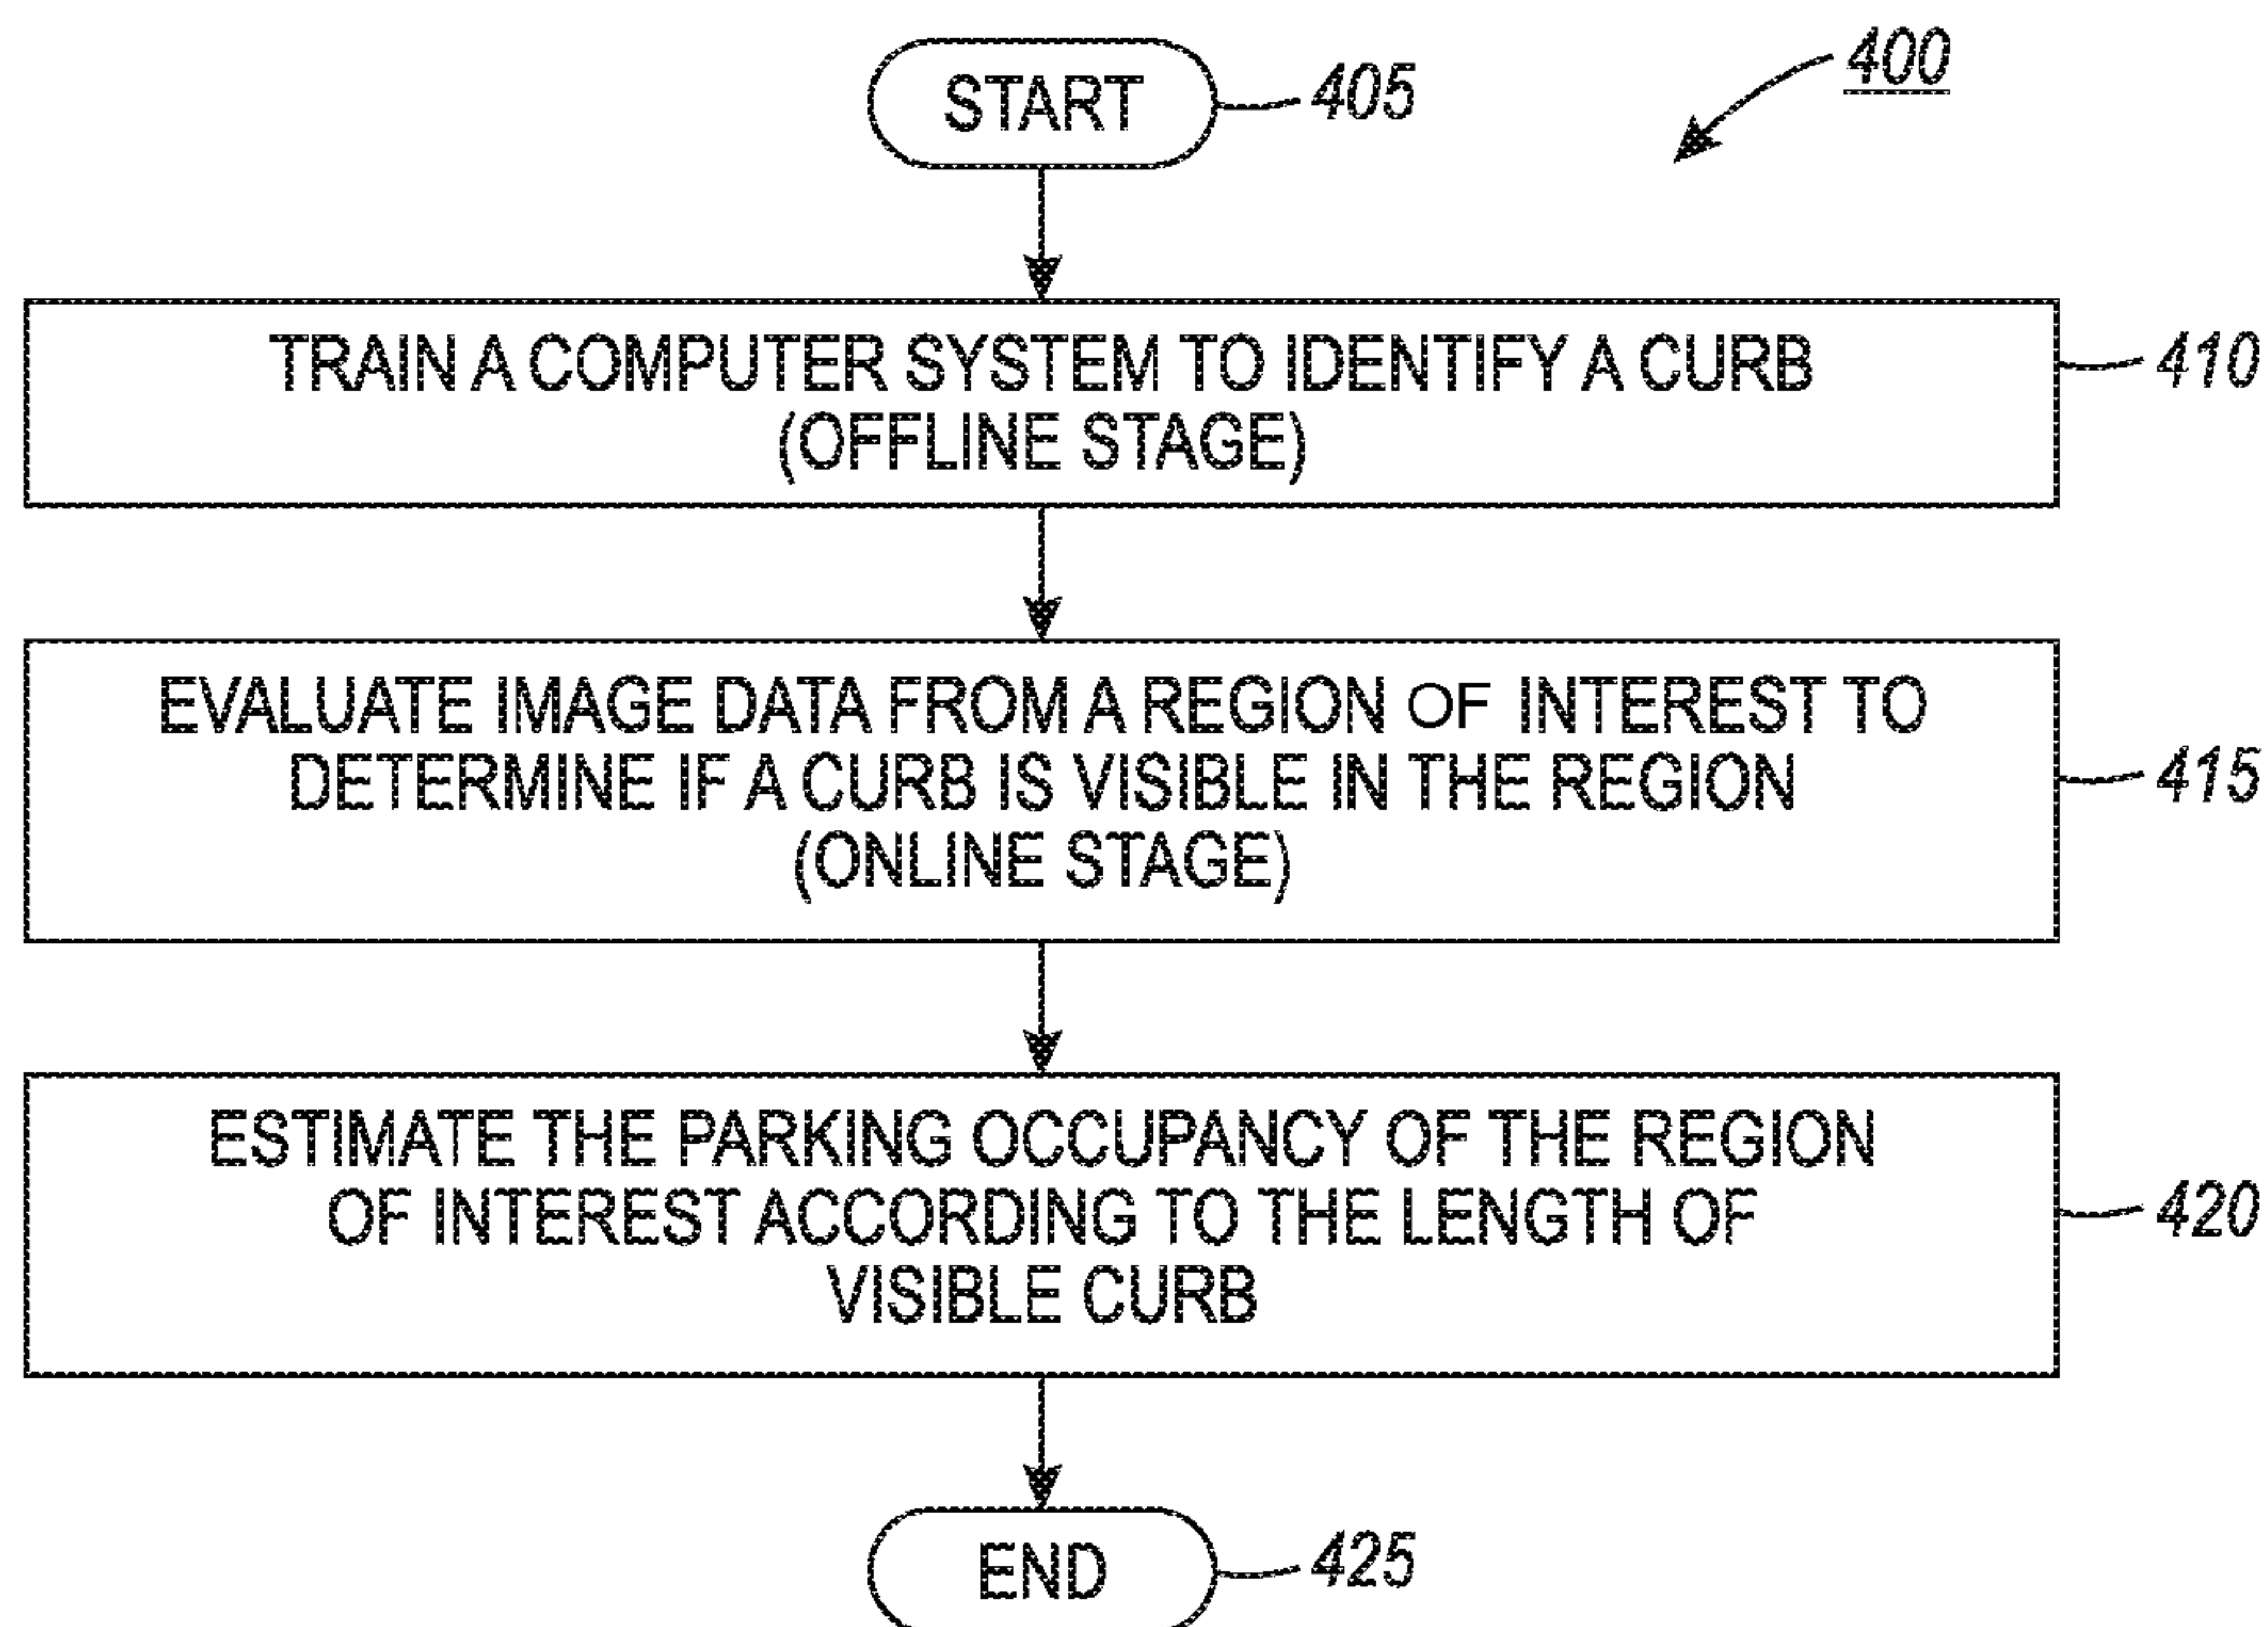 400
START
405
TRAIN A COMPUTER SYSTEM TO IDENTIFY A CURB
(OFFLINE STAGE)
410
EVALUATE IMAGE DATA FROM A REGION OF INTEREST TO
DETERMINE IF A CURB IS VISIBLE IN THE REGION
(ONLINE STAGE)
415
ESTIMATE THE PARKING OCCUPANCY OF THE REGION
OF INTEREST ACCORDING TO THE LENGTH OF
VISIBLE CURB
420
END
425